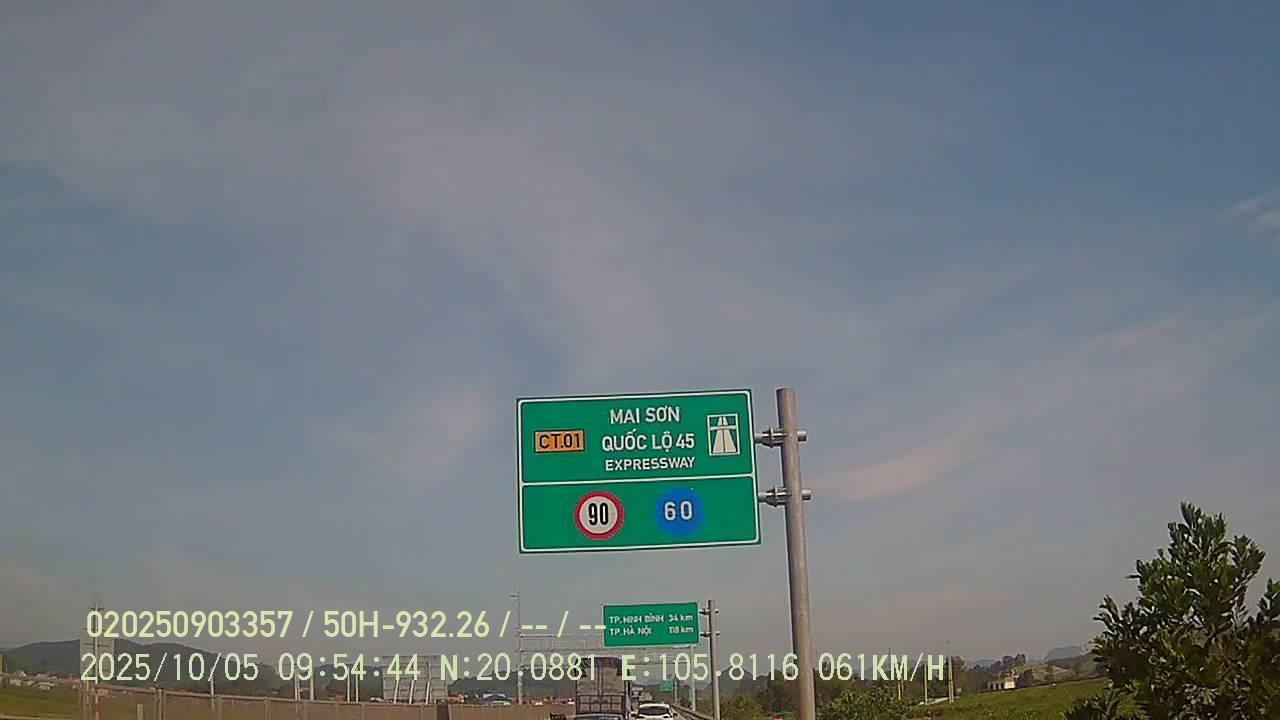 MAI SƠN
CT.01
QUỐC LỘ 45
EXPRESSWAY
90
60
TP. NINH BÌNH 34 km
TP. HÀ NỘI 118 km
020250903357 / 50H-932.26 / -- / --
2025/10/05 09:54:44 N:20.0881 E:105.8116 061KM/H